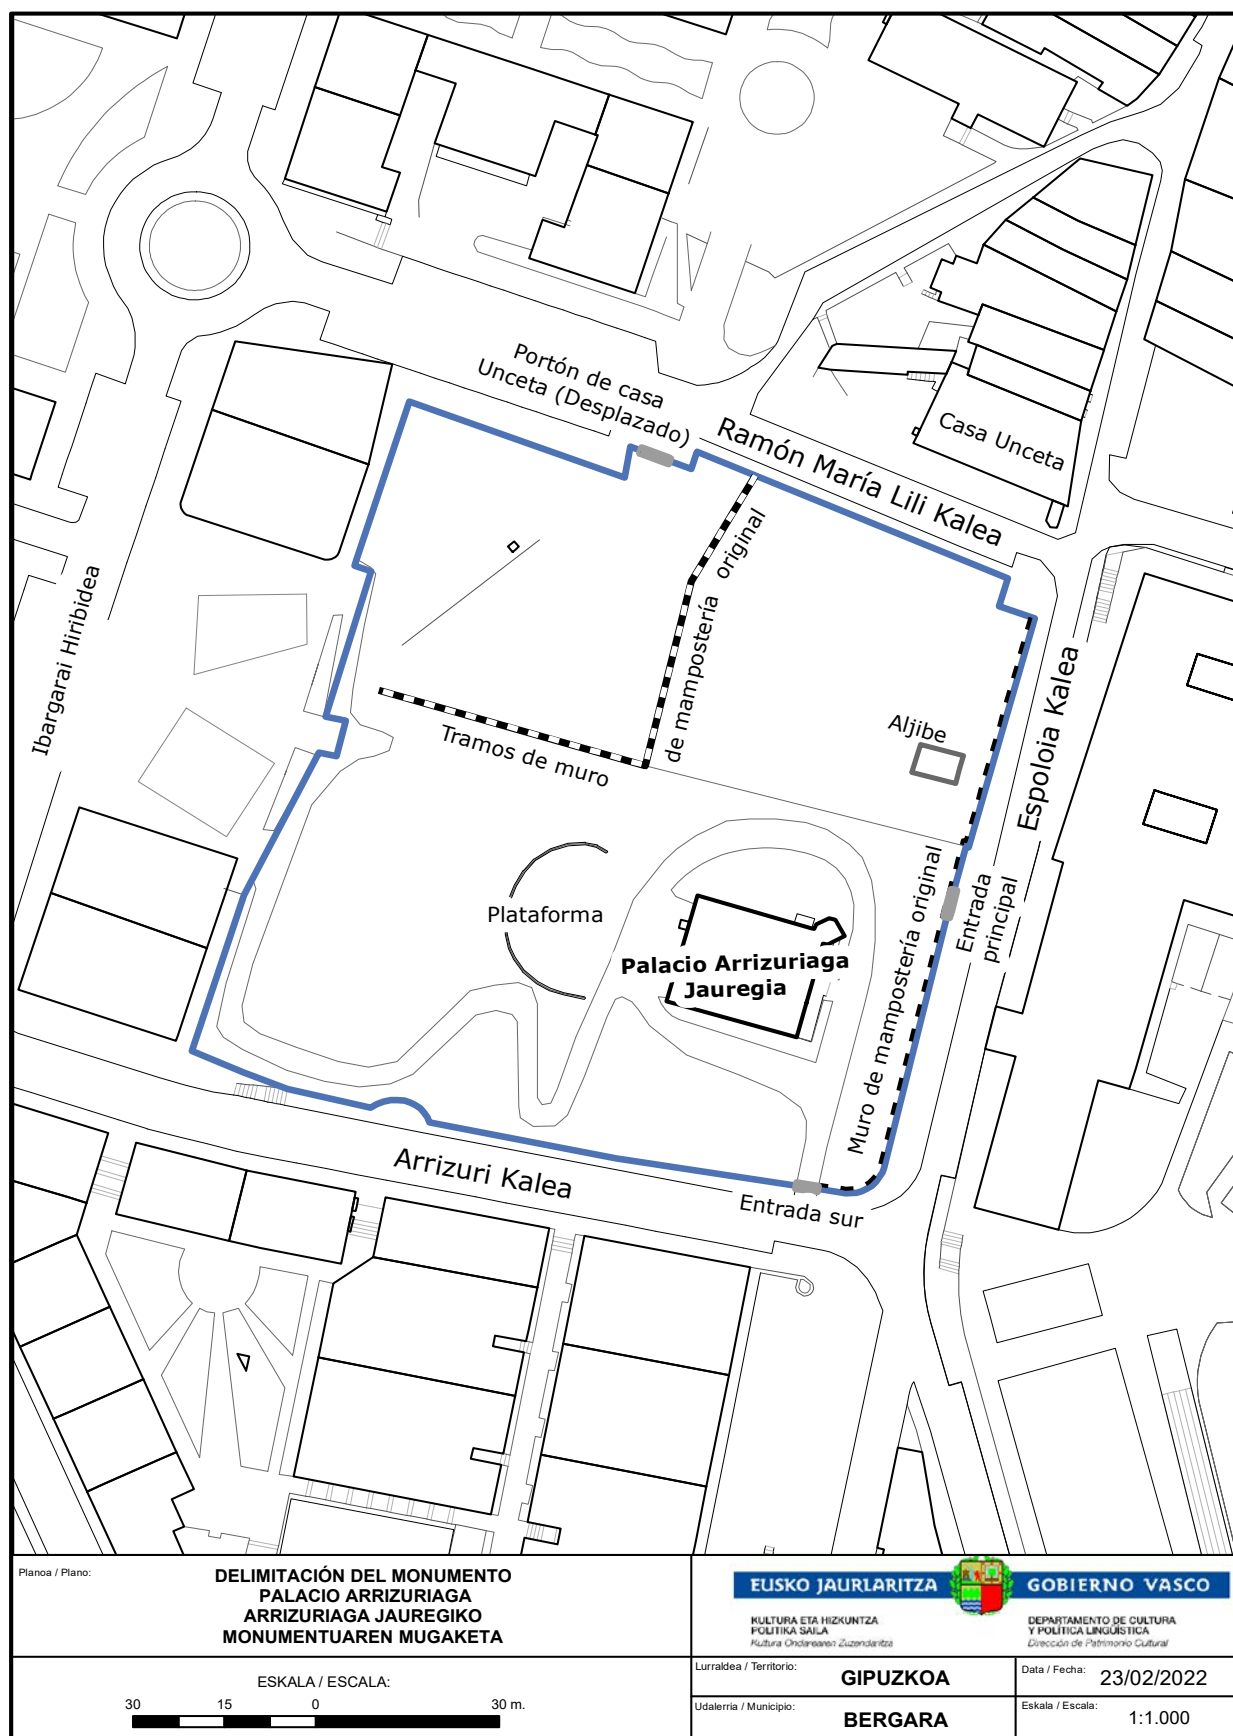 Portón de casa
Unceta (Desplazado)
Ramón María Lili Kalea
Casa Unceta
de mampostería original
Tramos de muro
Ibargarai Hiribidea
Aljibe
Espoloia Kalea
Entrada
principal
Muro de mampostería original
Plataforma
Palacio Arrizuriaga
Jauregia
Arrizuri Kalea
Entrada sur
Planoa / Plano:
DELIMITACIÓN DEL MONUMENTO
PALACIO ARRIZURIAGA
ARRIZURIAGA JAUREGIKO
MONUMENTUAREN MUGAKETA
ESKALA / ESCALA:
30 15 0 30 m.
EUSKO JAURLARITZA GOBIERNO VASCO
KULTURA ETA HIZKUNTZA
POLITIKA SAILA
Kultura Ondarearen Zuzendaritza
DEPARTAMENTO DE CULTURA
Y POLÍTICA LINGÜÍSTICA
Dirección de Patrimonio Cultural
Lurraldea / Territorio: GIPUZKOA
Data / Fecha: 23/02/2022
Udalerria / Municipio: BERGARA
Eskala / Escala: 1:1.000